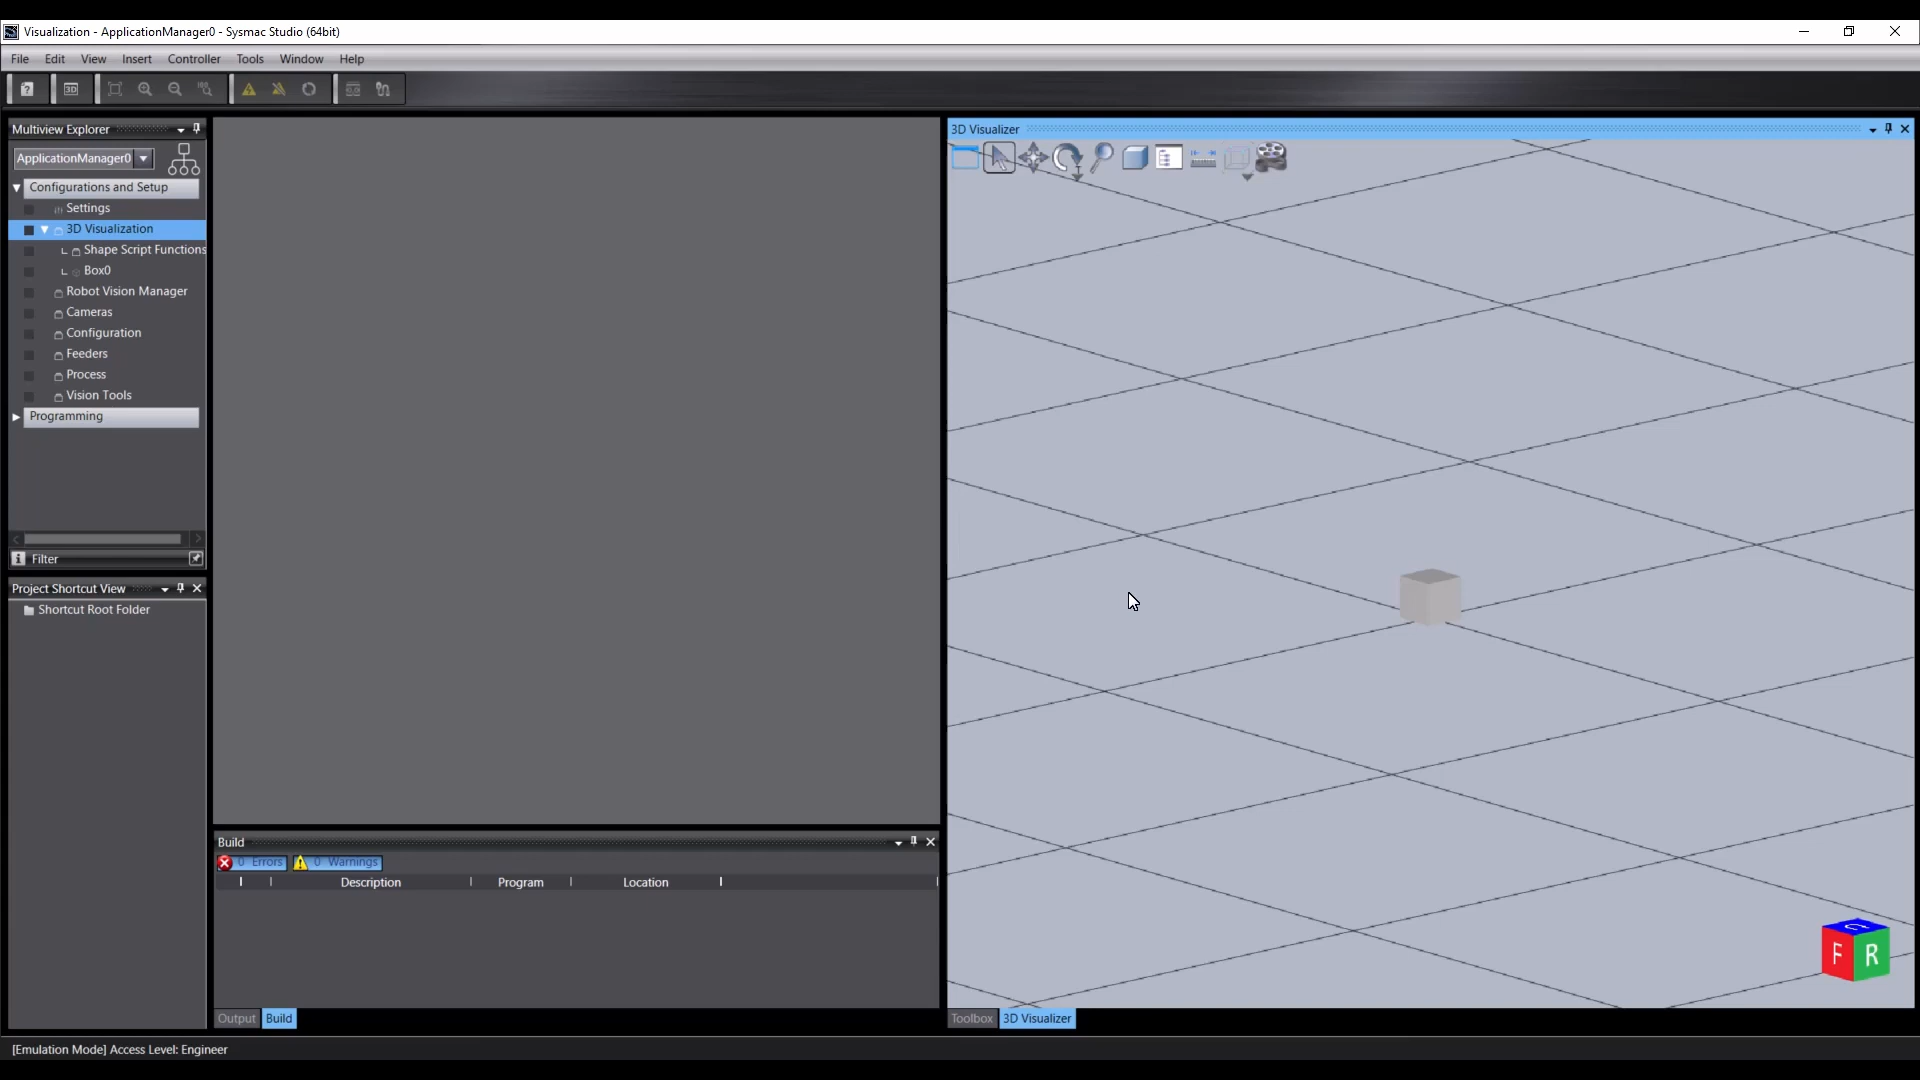 Visualization - ApplicationManager0 - Sysmac Studio (64bit)
File Edit View Insert Controller Tools Window Help
3D
Multiview Explorer
ApplicationManager0
Configurations and Setup
Settings
3D Visualization
Shape Script Functions
Box0
Robot Vision Manager
Cameras
Configuration
Feeders
Process
Vision Tools
Programming
Filter
Project Shortcut View
Shortcut Root Folder
Build
0 Errors 0 Warnings
Description Program Location
Output Build
3D Visualizer
F R
Toolbox 3D Visualizer
[Emulation Mode] Access Level: Engineer